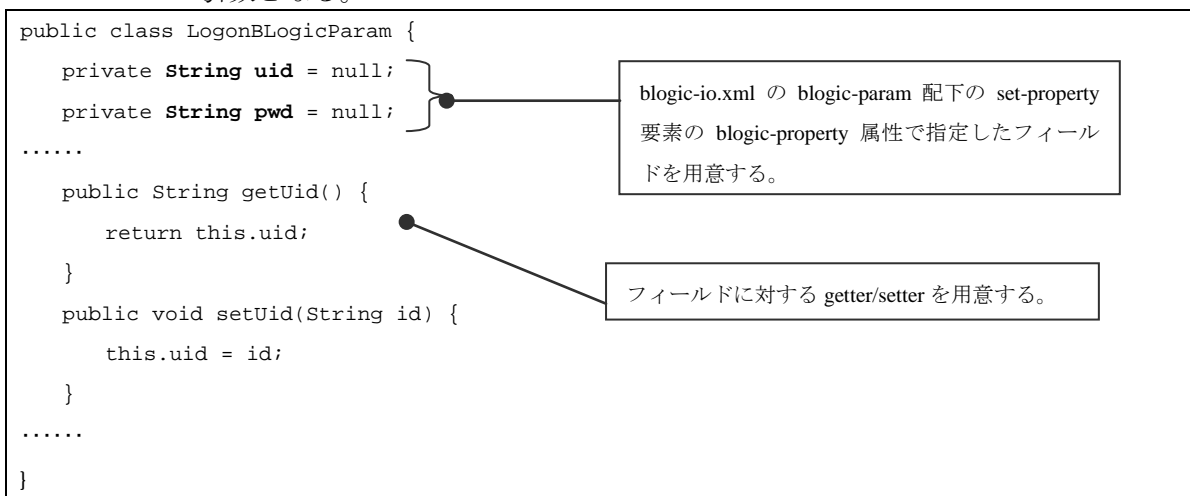 public class LogonBLogicParam {
private String uid = null;
private String pwd = null;
......
public String getUid() {
return this.uid;
}
public void setUid(String id) {
this.uid = id;
}
......
}
blogic-io.xml の blogic-param 配下の set-property
要素の blogic-property 属性で指定したフィール
ドを用意する。
フィールドに対する getter/setter を用意する。